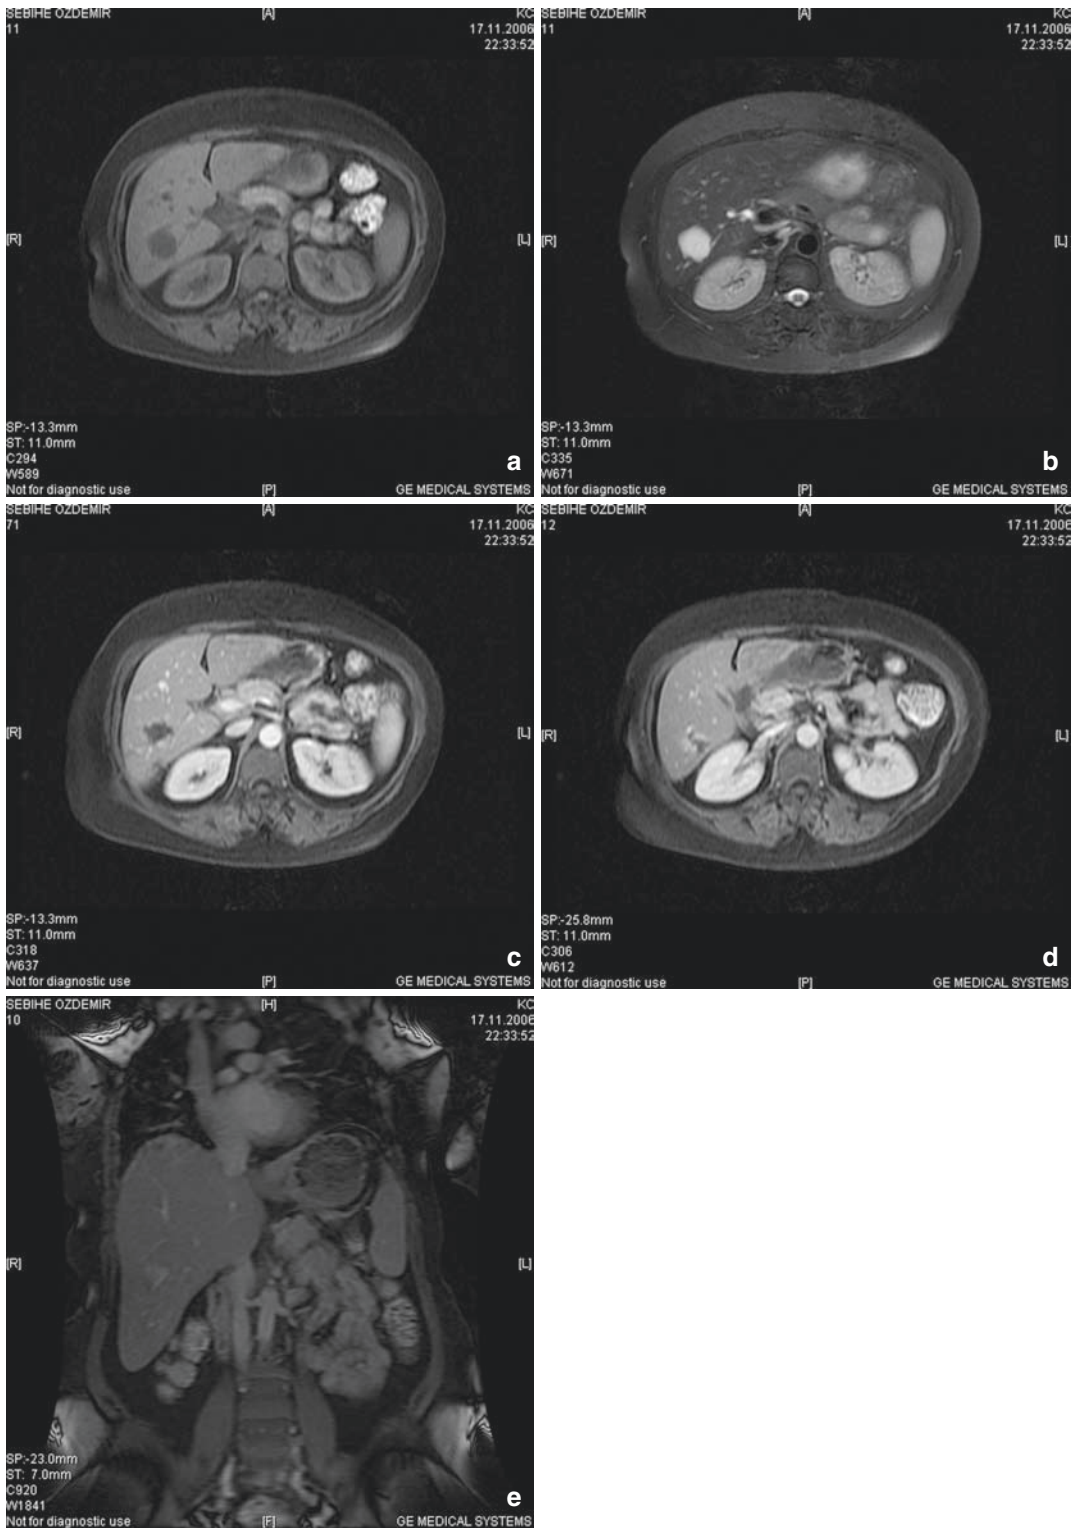 SEBIHE OZDEMIR [A] KC
11 17.11.2006
22:33:52
[R] [L]
SP:-13.3mm
ST: 11.0mm
C294
W589
a
Not for diagnostic use [P] GE MEDICAL SYSTEMS
SEBIHE OZDEMIR [A] KC
11 17.11.2006
22:33:52
[R] [L]
SP:-13.3mm
ST: 11.0mm
C335
W671
b
Not for diagnostic use [P] GE MEDICAL SYSTEMS
SEBIHE OZDEMIR [A] KC
71 17.11.2006
22:33:52
[R] [L]
SP:-13.3mm
ST: 11.0mm
C318
W637
c
Not for diagnostic use [P] GE MEDICAL SYSTEMS
SEBIHE OZDEMIR [A] KC
12 17.11.2006
22:33:52
[R] [L]
SP:-25.8mm
ST: 11.0mm
C306
W612
d
Not for diagnostic use [P] GE MEDICAL SYSTEMS
SEBIHE OZDEMIR [H] KC
10 17.11.2006
22:33:52
[R] [L]
SP:-23.0mm
ST: 7.0mm
C920
W1841
e
Not for diagnostic use [F] GE MEDICAL SYSTEMS